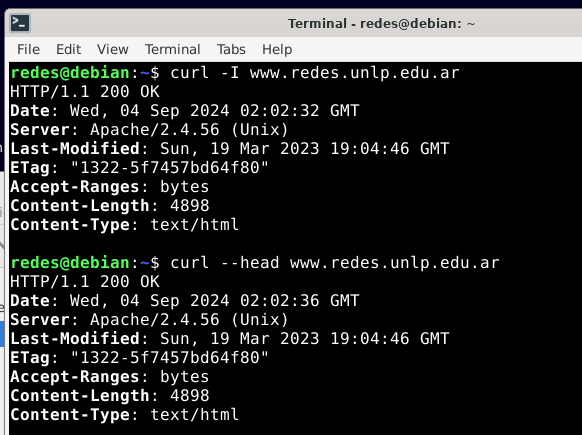 Terminal - redes@debian: ~
File Edit View Terminal Tabs Help
redes@debian:~$ curl -I www.redes.unlp.edu.ar
HTTP/1.1 200 OK
Date: Wed, 04 Sep 2024 02:02:32 GMT
Server: Apache/2.4.56 (Unix)
Last-Modified: Sun, 19 Mar 2023 19:04:46 GMT
ETag: "1322-5f7457bd64f80"
Accept-Ranges: bytes
Content-Length: 4898
Content-Type: text/html

redes@debian:~$ curl --head www.redes.unlp.edu.ar
HTTP/1.1 200 OK
Date: Wed, 04 Sep 2024 02:02:36 GMT
Server: Apache/2.4.56 (Unix)
Last-Modified: Sun, 19 Mar 2023 19:04:46 GMT
ETag: "1322-5f7457bd64f80"
Accept-Ranges: bytes
Content-Length: 4898
Content-Type: text/html